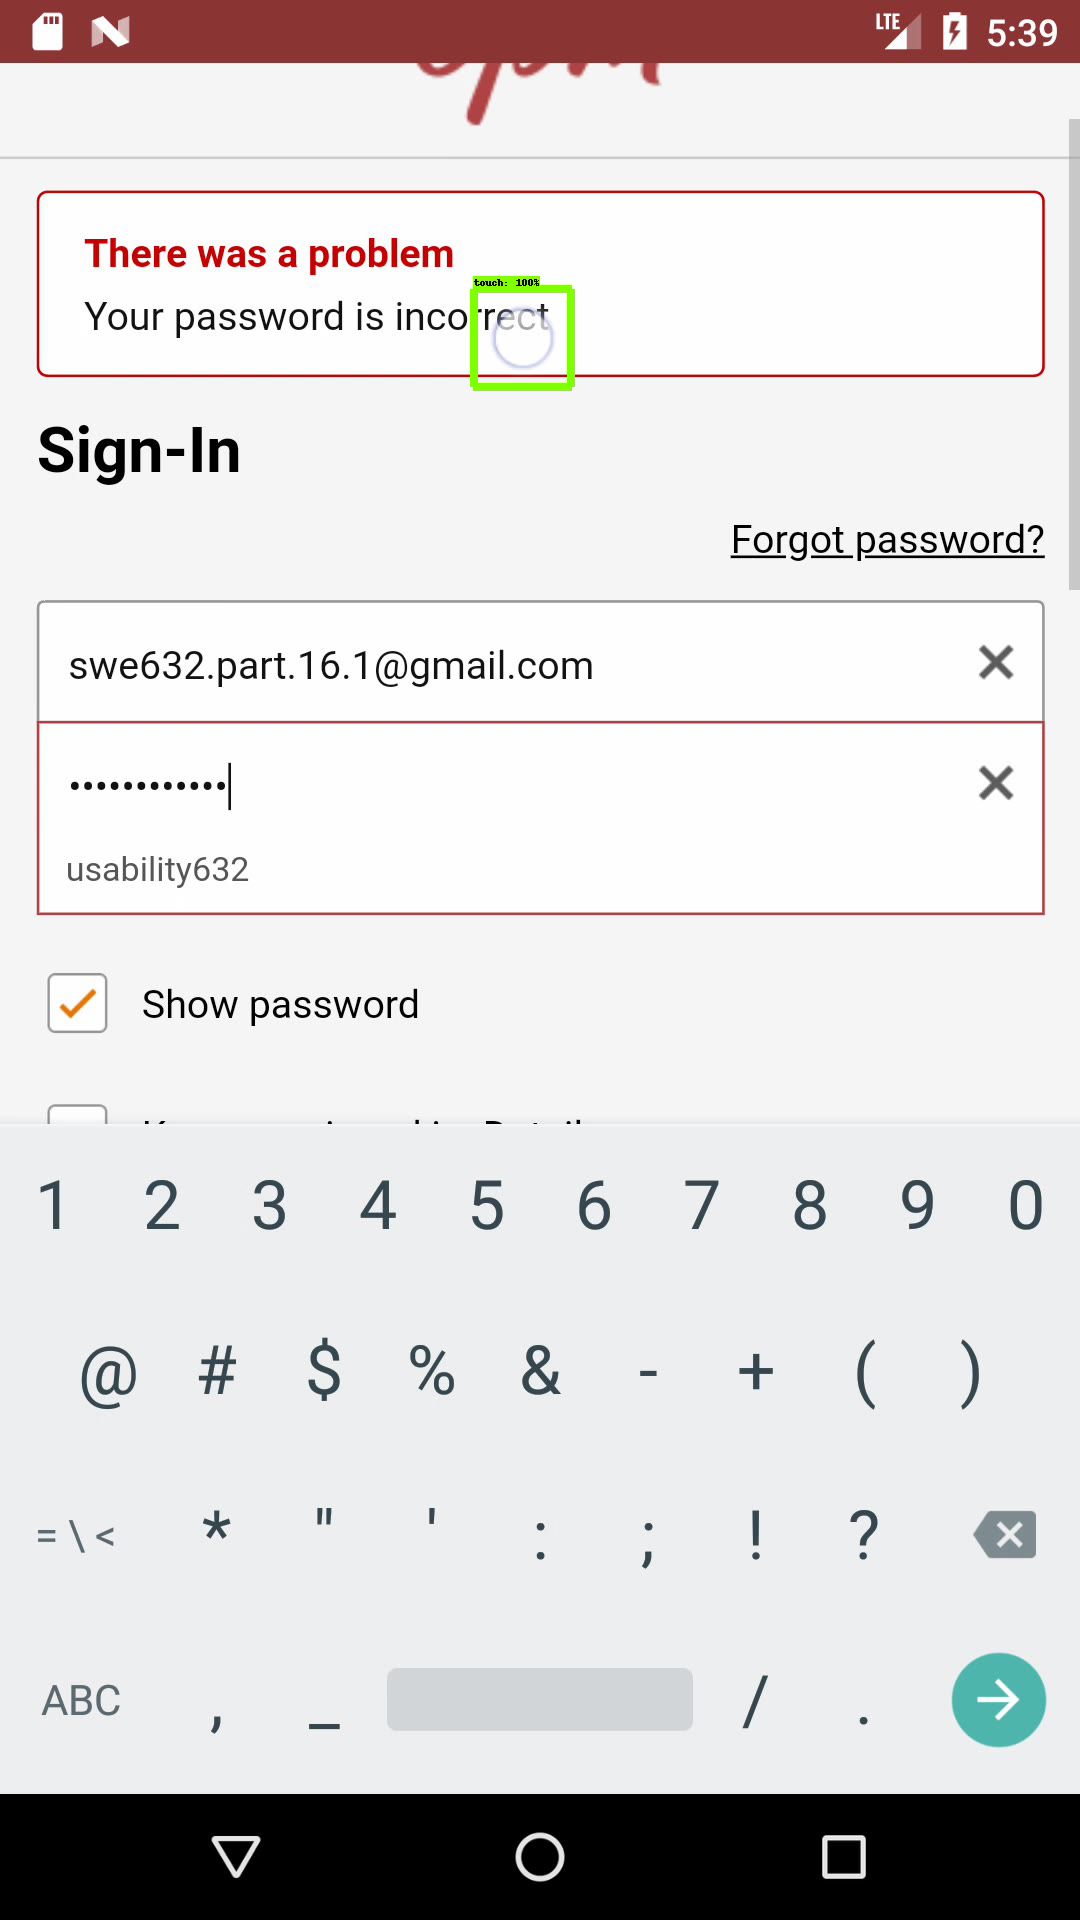 LTE 5:39
There was a problem
touch: 100%
Your password is incorrect
Sign-In
Forgot password?
swe632.part.16.1@gmail.com
••••••••••••
usability632
Show password
1 2 3 4 5 6 7 8 9 0
@ # $ % & - + ( )
= \ < * " ' : ; ! ?
ABC , _ / .